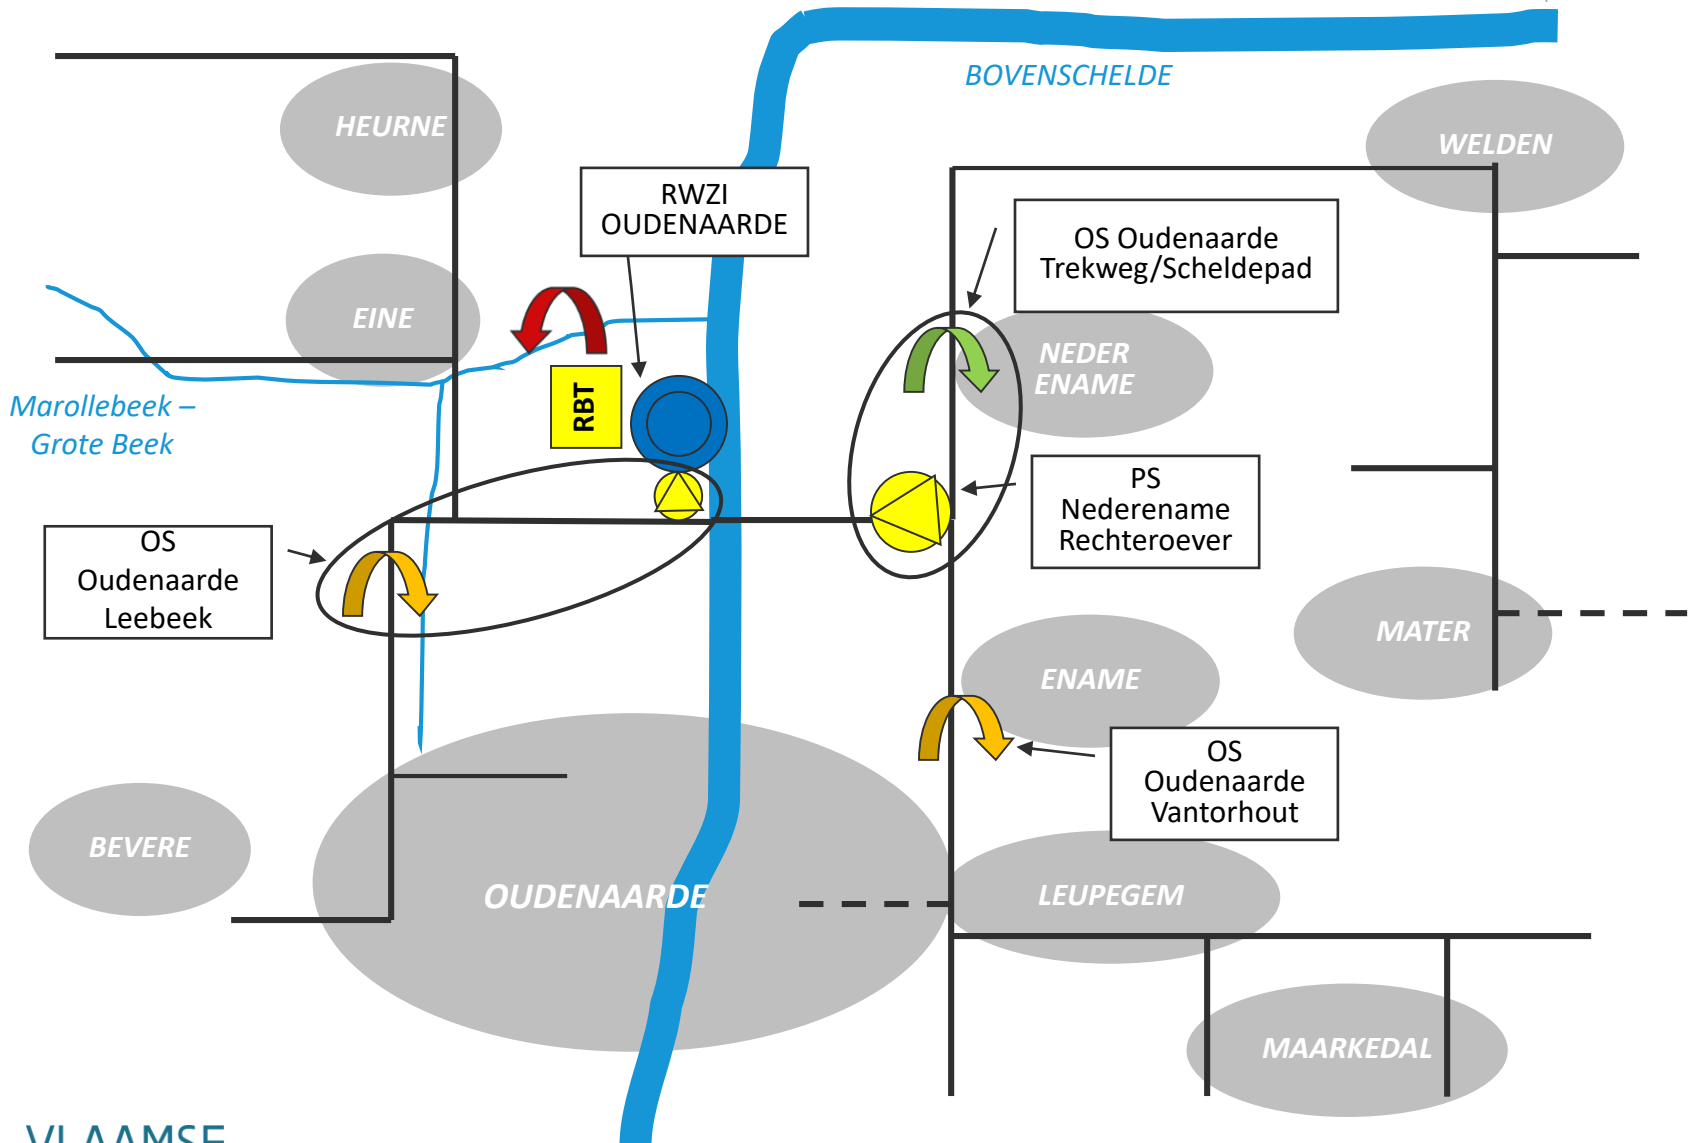 BOVENSCHELDE
HEURNE
WELDEN
RWZI
OUDENAARDE
OS Oudenaarde
Trekweg/Scheldepad
EINE
NEDER
ENAME
RBT
Marollebeek –
Grote Beek
PS
Nederename
Rechteroever
OS
Oudenaarde
Leebeek
MATER
ENAME
OS
Oudenaarde
Vantorhout
BEVERE
OUDENAARDE
LEUPEGEM
MAARKEDAL
VLAAMSE